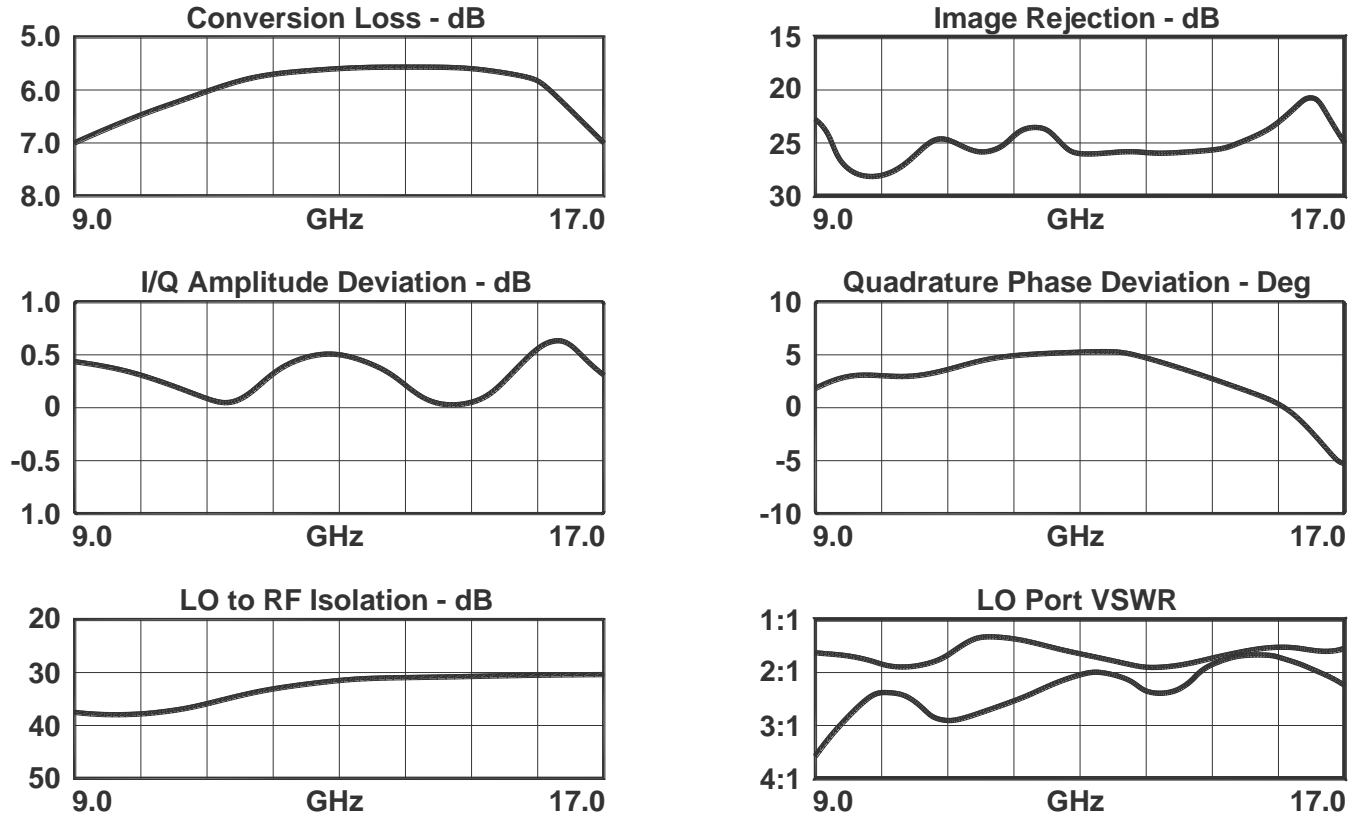 Conversion Loss - dB
5.0
6.0
7.0
8.0
9.0 GHz 17.0
Image Rejection - dB
15
20
25
30
9.0 GHz 17.0
I/Q Amplitude Deviation - dB
1.0
0.5
0
-0.5
1.0
9.0 GHz 17.0
Quadrature Phase Deviation - Deg
10
5
0
-5
-10
9.0 GHz 17.0
LO to RF Isolation - dB
20
30
40
50
9.0 GHz 17.0
LO Port VSWR
1:1
2:1
3:1
4:1
9.0 GHz 17.0